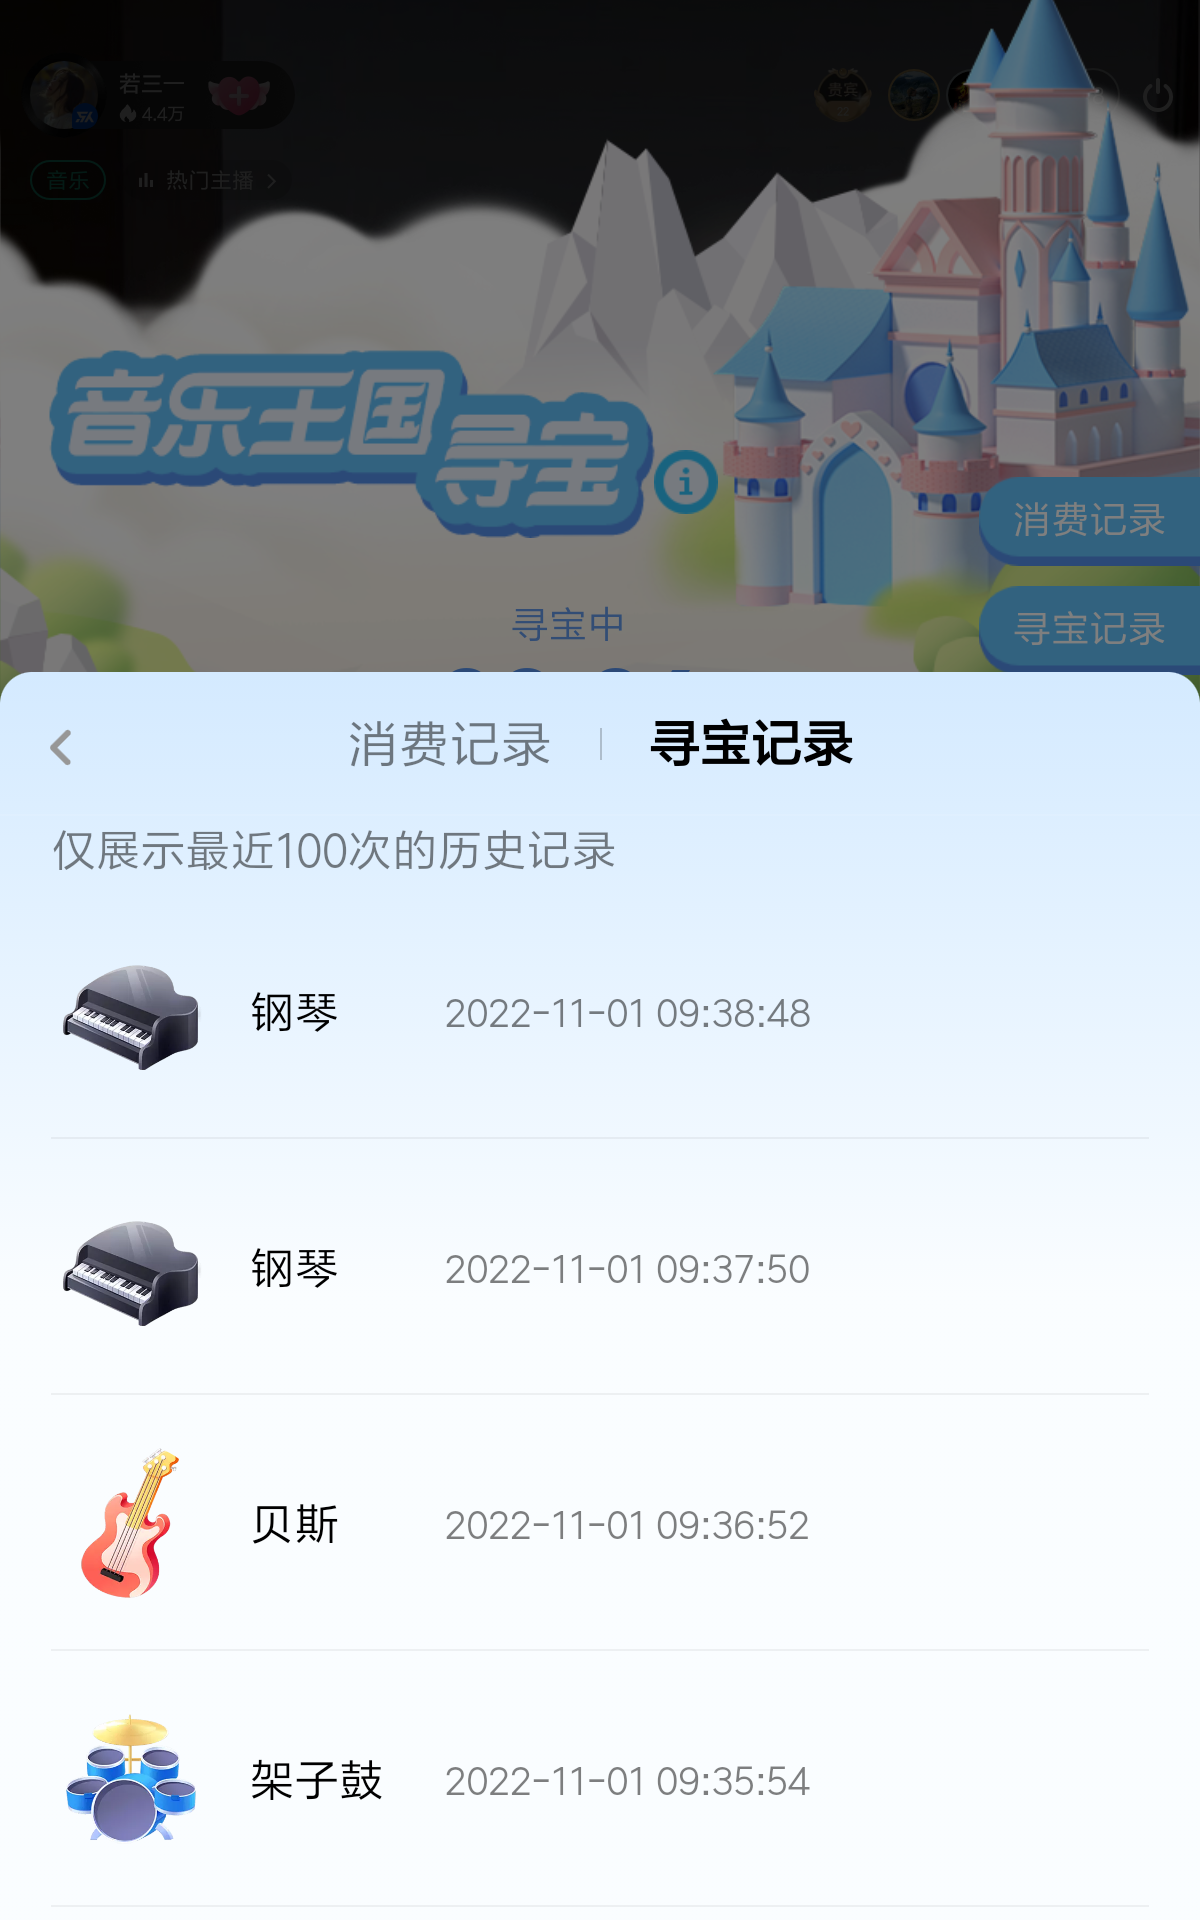 若三一
4.4万
贵宾
音乐
热门主播
音乐王国
寻宝
消费记录
寻宝记录
寻宝中
消费记录
寻宝记录
仅展示最近100次的历史记录
钢琴
2022-11-01 09:38:48
钢琴
2022-11-01 09:37:50
贝斯
2022-11-01 09:36:52
架子鼓
2022-11-01 09:35:54